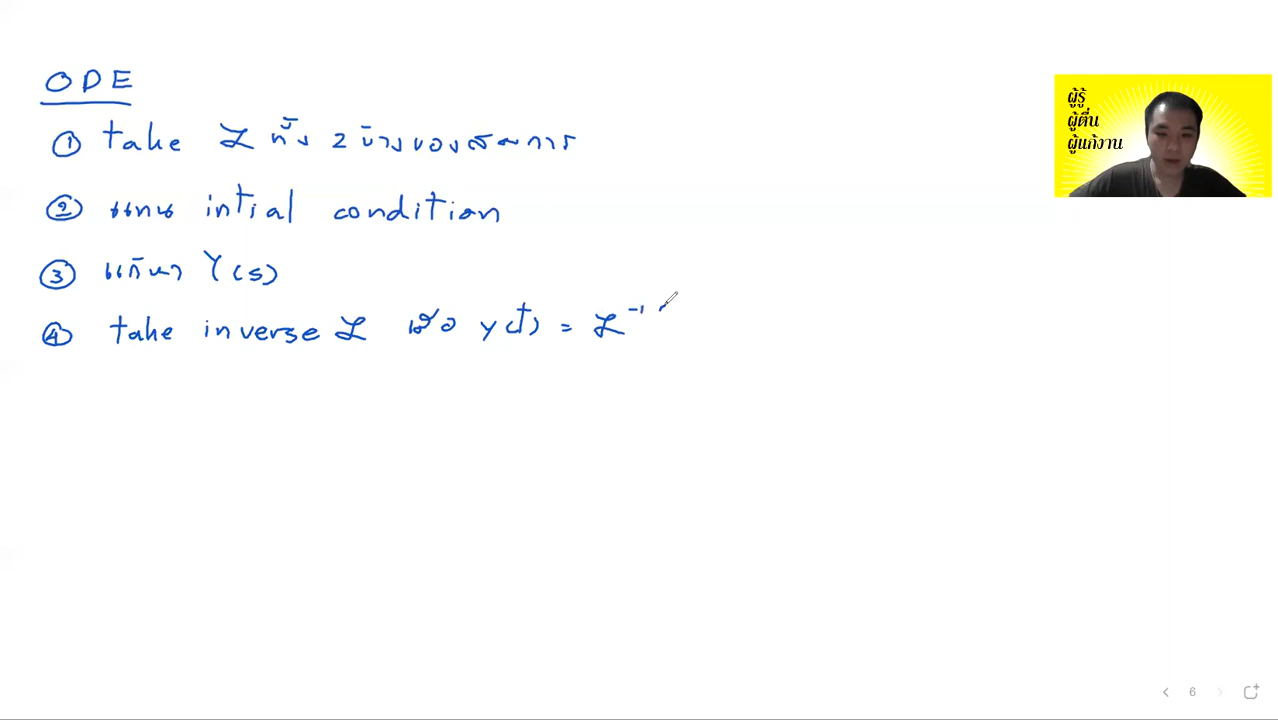 ODE
① take ℒ ทั้ง 2 ข้างของสมการ
② แทน intial condition
③ แก้หา Y(s)
④ take inverse ℒ เพื่อ y(t) = ℒ⁻¹
ผู้รู้
ผู้ตื่น
ผู้แก้งาน
6